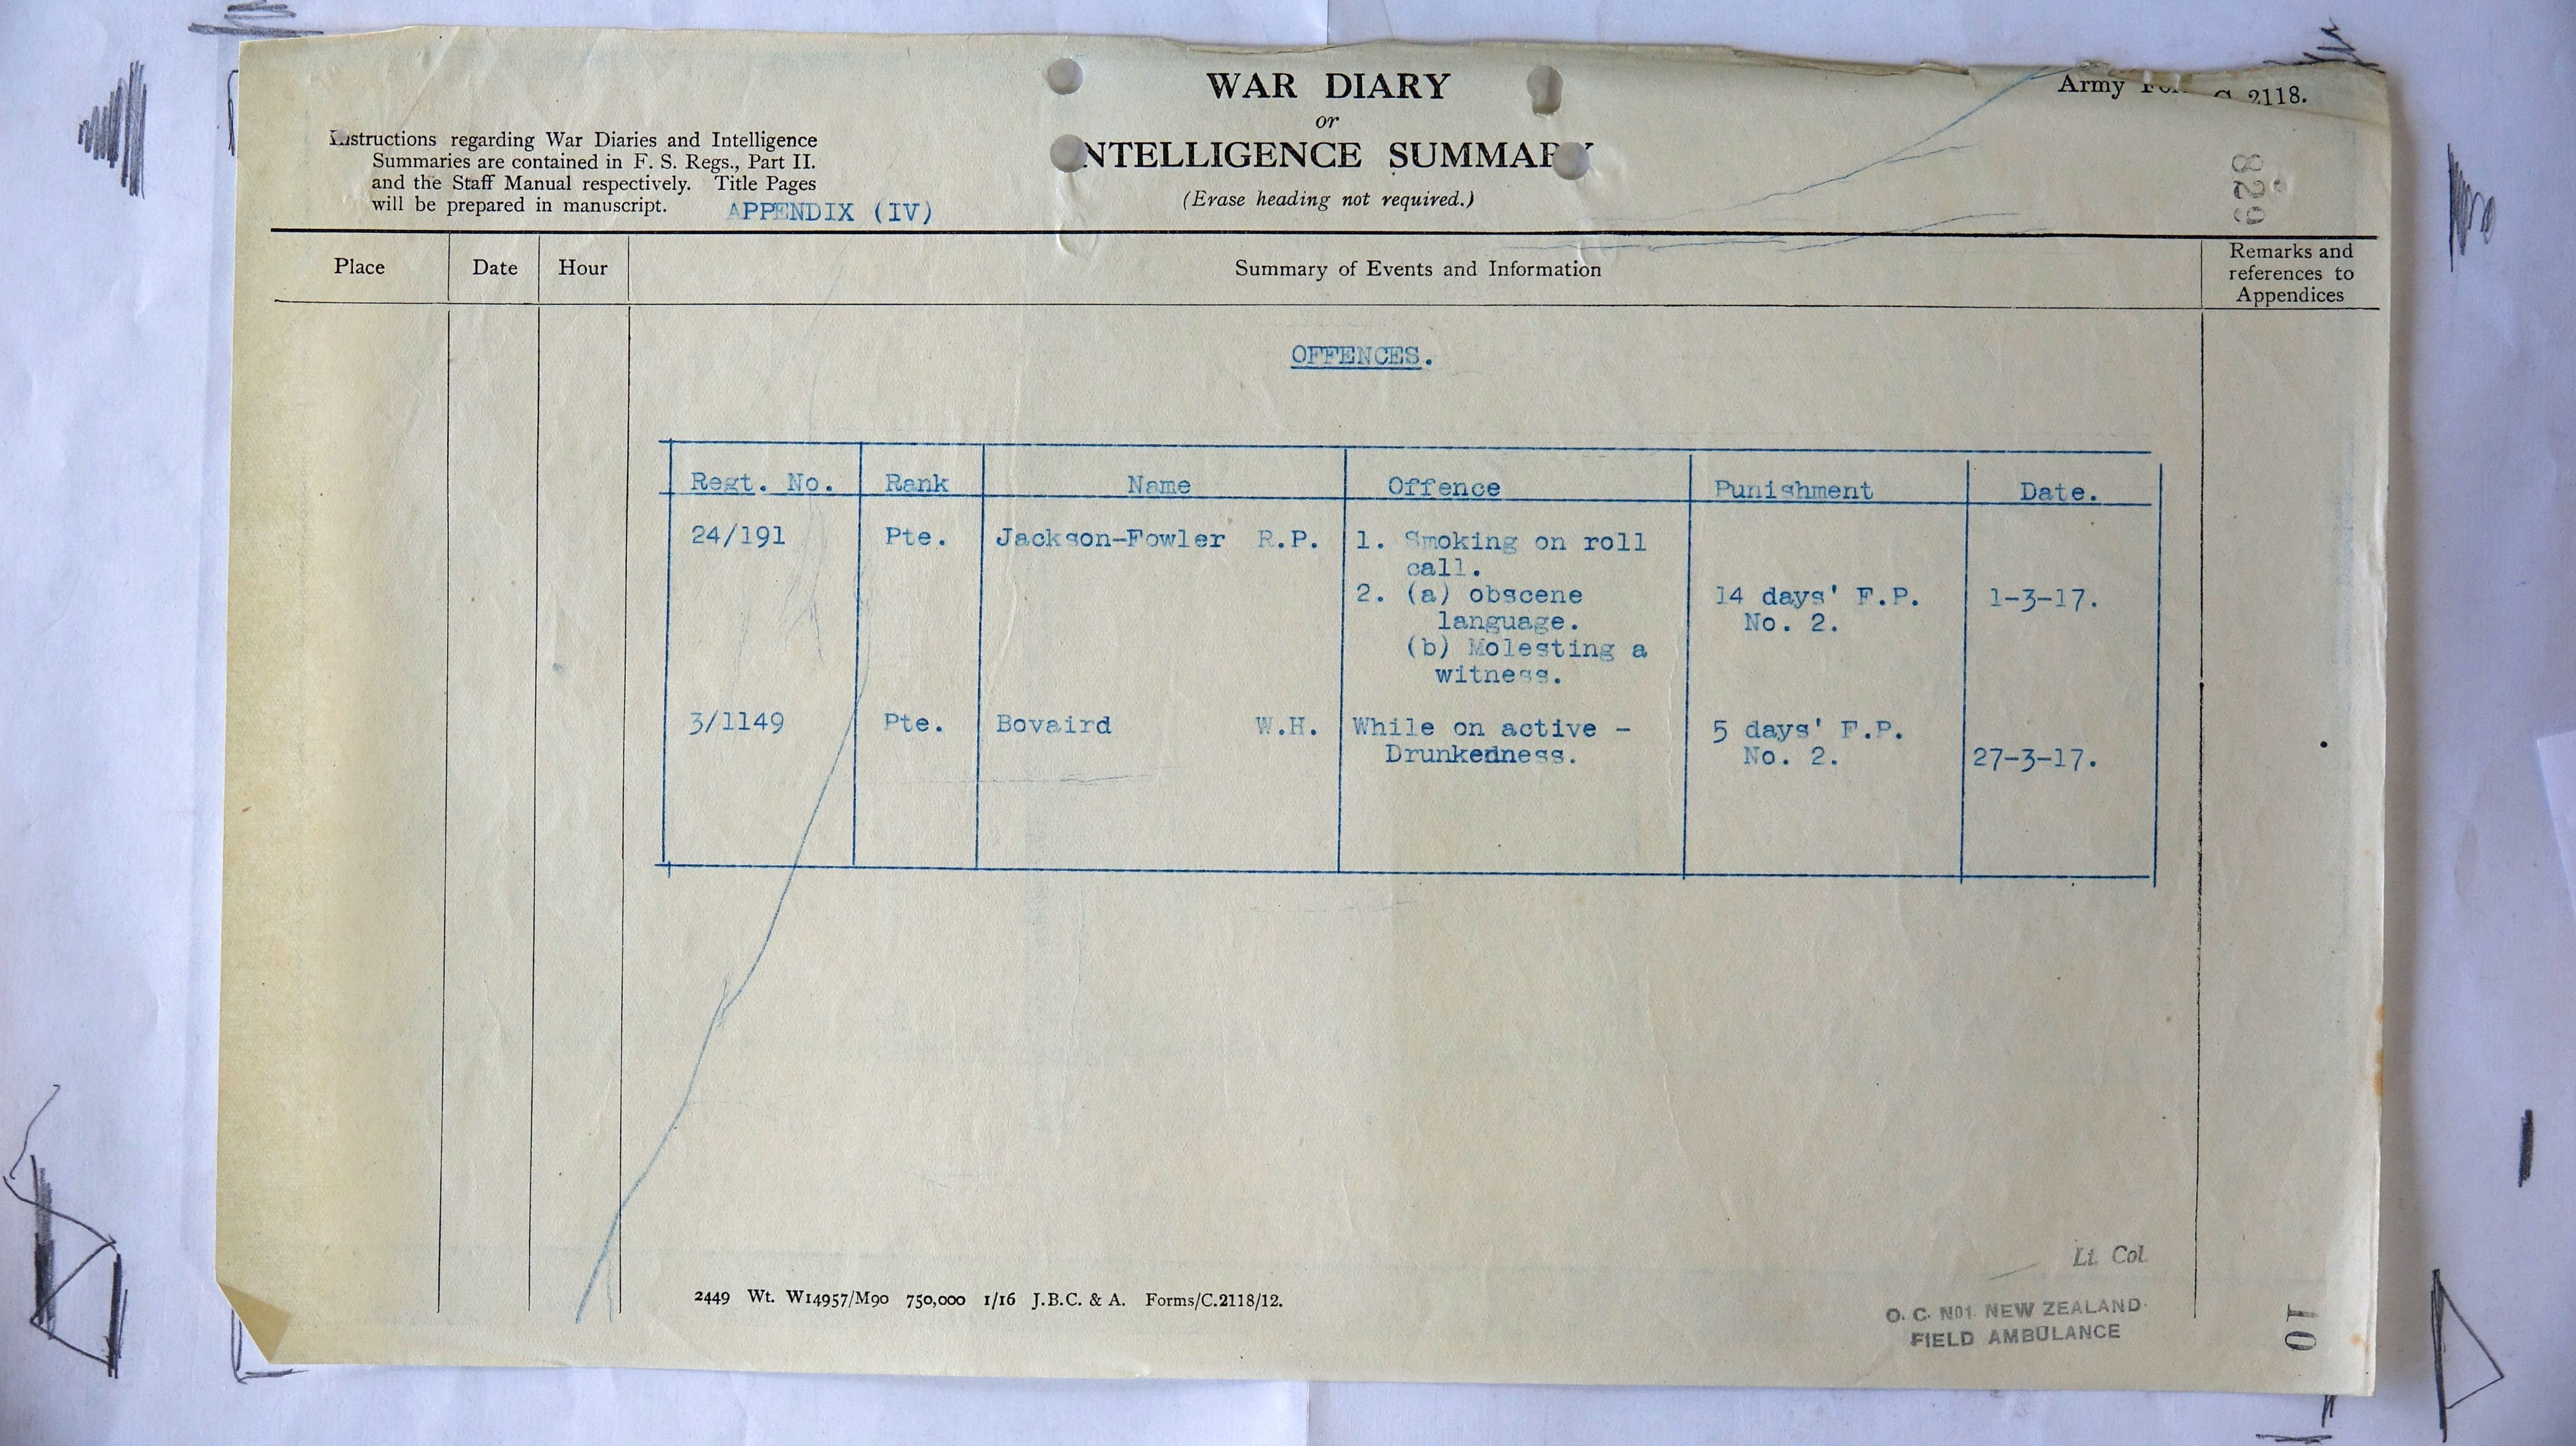 WAR DIARY
or
INTELLIGENCE SUMMARY
(Erase heading not required.)
Army Form C. 2118.
Instructions regarding War Diaries and Intelligence
Summaries are contained in F. S. Regs., Part II.
and the Staff Manual respectively. Title Pages
will be prepared in manuscript.
APPENDIX (IV)
829
Place Date Hour Summary of Events and Information Remarks and
references to
Appendices
OFFENCES.
Regt. No. Rank Name Offence Punishment Date.
24/191 Pte. Jackson-Fowler R.P. 1. Smoking on roll
call.
2. (a) obscene 14 days' F.P. 1-3-17.
language. No. 2.
(b) Molesting a
witness.
3/1149 Pte. Bovaird W.H. While on active - 5 days' F.P.
Drunkedness. No. 2. 27-3-17.
Lt. Col.
2449 Wt. W14957/M90 750,000 1/16 J.B.C. & A. Forms/C.2118/12.
O. C. No1. NEW ZEALAND
FIELD AMBULANCE
10